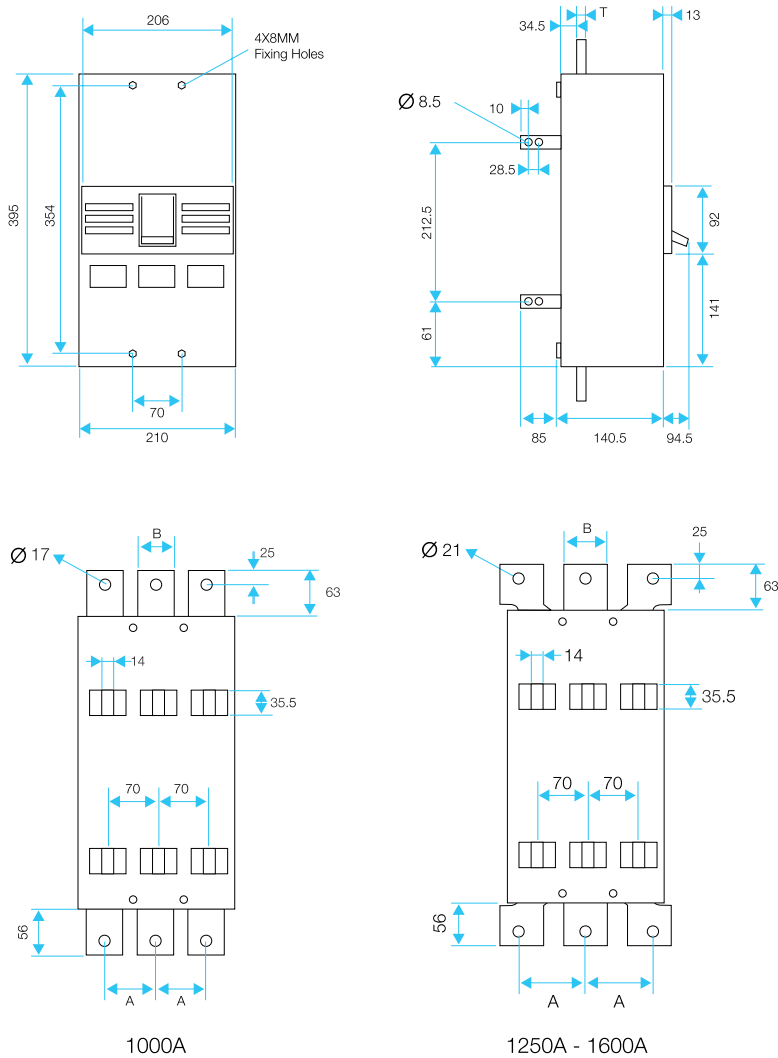 206
4X8MM
Fixing Holes
395
354
70
210
T
34.5
13
Ø 8.5
10
28.5
212.5
92
61
141
85
140.5
94.5
B
Ø 17
25
63
14
35.5
70
70
56
A
A
1000A
B
Ø 21
25
63
14
35.5
70
70
56
A
A
1250A - 1600A